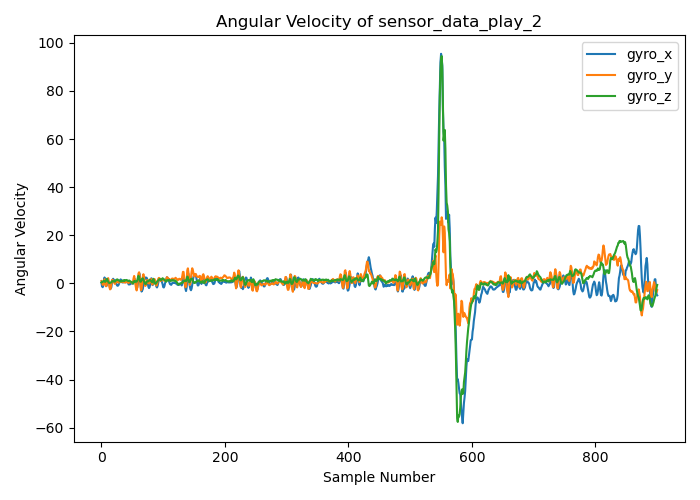 Angular Velocity of sensor_data_play_2
100
80
60
40
20
0
−20
−40
−60
Angular Velocity
gyro_x
gyro_y
gyro_z
0 200 400 600 800
Sample Number